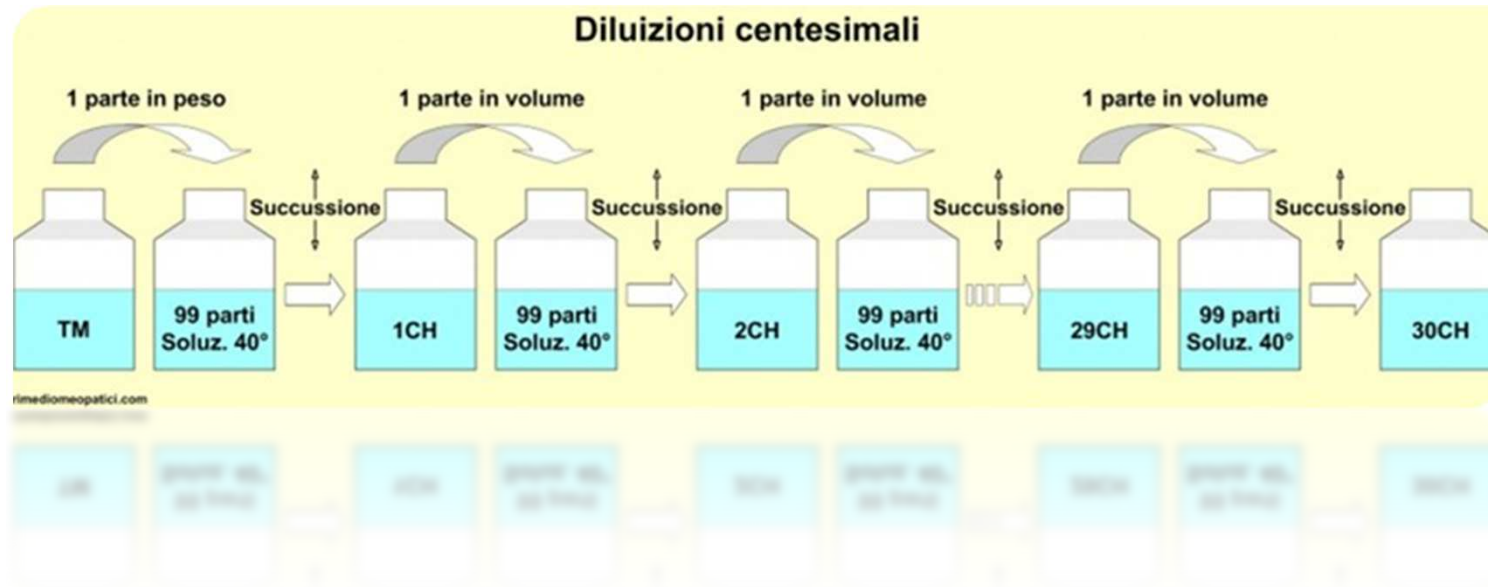 Diluizioni centesimali
1 parte in peso
1 parte in volume
1 parte in volume
1 parte in volume
Succussione
Succussione
Succussione
Succussione
TM
99 parti
Soluz. 40°
1CH
99 parti
Soluz. 40°
2CH
99 parti
Soluz. 40°
29CH
99 parti
Soluz. 40°
30CH
rimediomeopatici.com